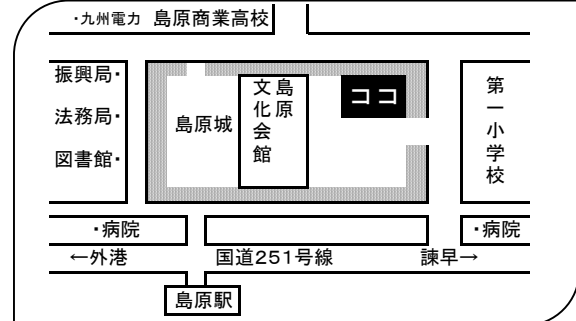 ・九州電力 島原商業高校
振興局・
法務局・
図書館・
島原城
島原
文化会館
ココ
第一小学校
・病院
・病院
←外港
国道251号線
諫早→
島原駅